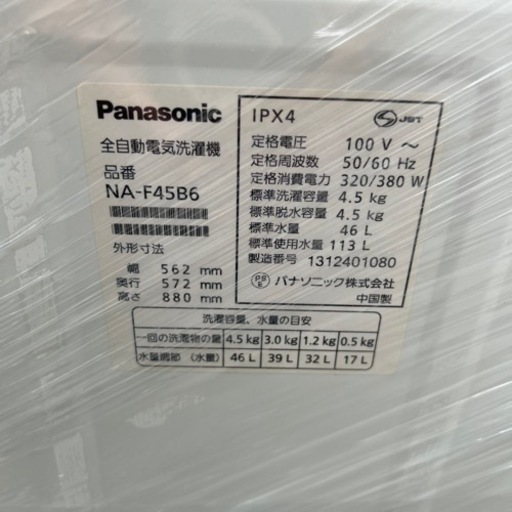 Panasonic
全自動電気洗濯機
品番
NA-F45B6
外形寸法
幅 562 mm
奥行 572 mm
高さ 880 mm
IPX4
S JET
定格電圧 100 V ～
定格周波数 50/60 Hz
定格消費電力 320/380 W
標準洗濯容量 4.5 kg
標準脱水容量 4.5 kg
標準水量 46 L
標準使用水量 113 L
製造番号 1312401080
PS E パナソニック株式会社
中国製
洗濯容量、水量の目安
一回の洗濯物の量 4.5 kg 3.0 kg 1.2 kg 0.5 kg
水量調節 (水量) 46 L 39 L 32 L 17 L